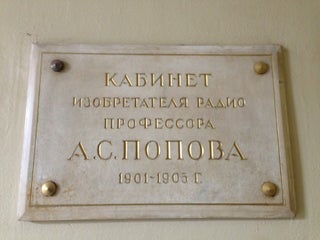 КАБИНЕТ
ИЗОБРЕТАТЕЛЯ РАДИО
ПРОФЕССОРА
А.С.ПОПОВА
1901-1905 Г.